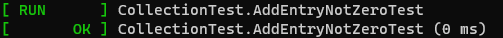 [ RUN      ] CollectionTest.AddEntryNotZeroTest
[       OK ] CollectionTest.AddEntryNotZeroTest (0 ms)